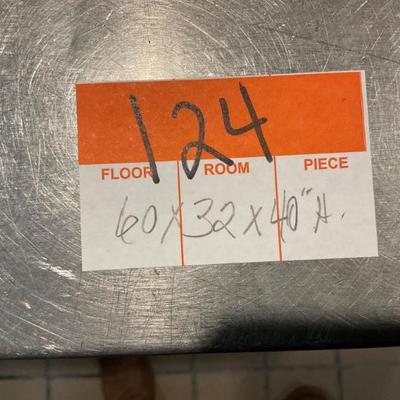 124
FLOOR ROOM PIECE
60 X 32 X 40" H.